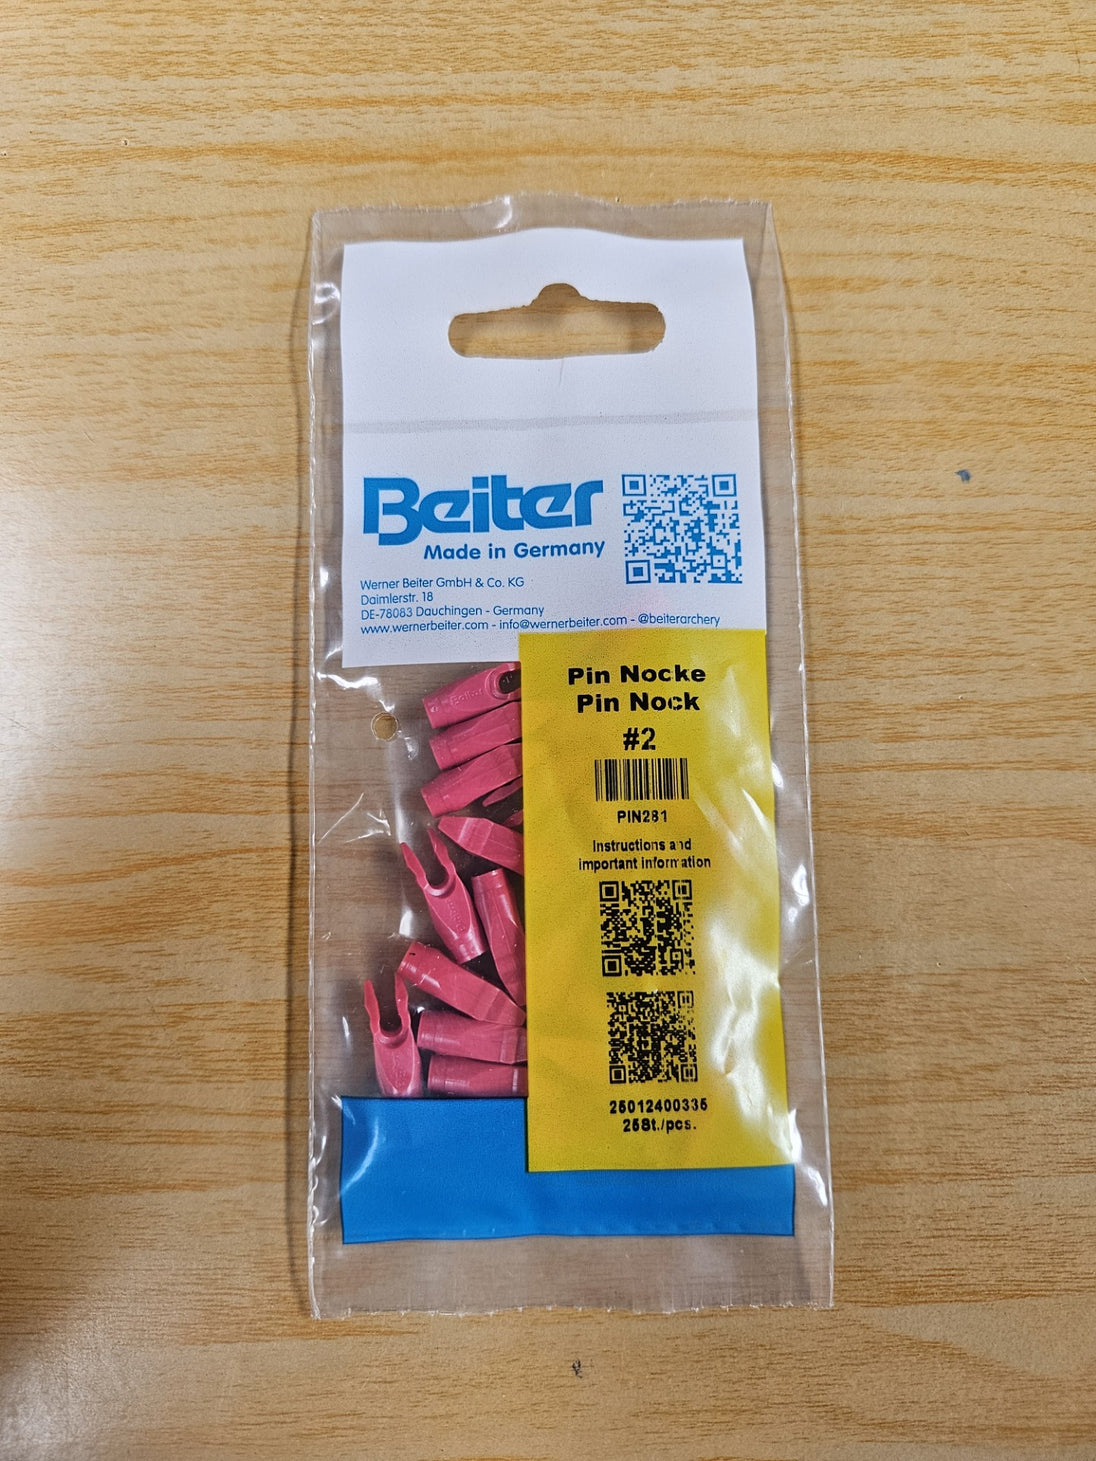 Beiter
Made in Germany
Werner Beiter GmbH & Co. KG
Daimlerstr. 18
DE-78083 Dauchingen - Germany
www.wernerbeiter.com - info@wernerbeiter.com - @beiterarchery
Pin Nocke
Pin Nock
#2
PIN281
Instructions and
important information
25012400335
25St./pcs.
Beiter